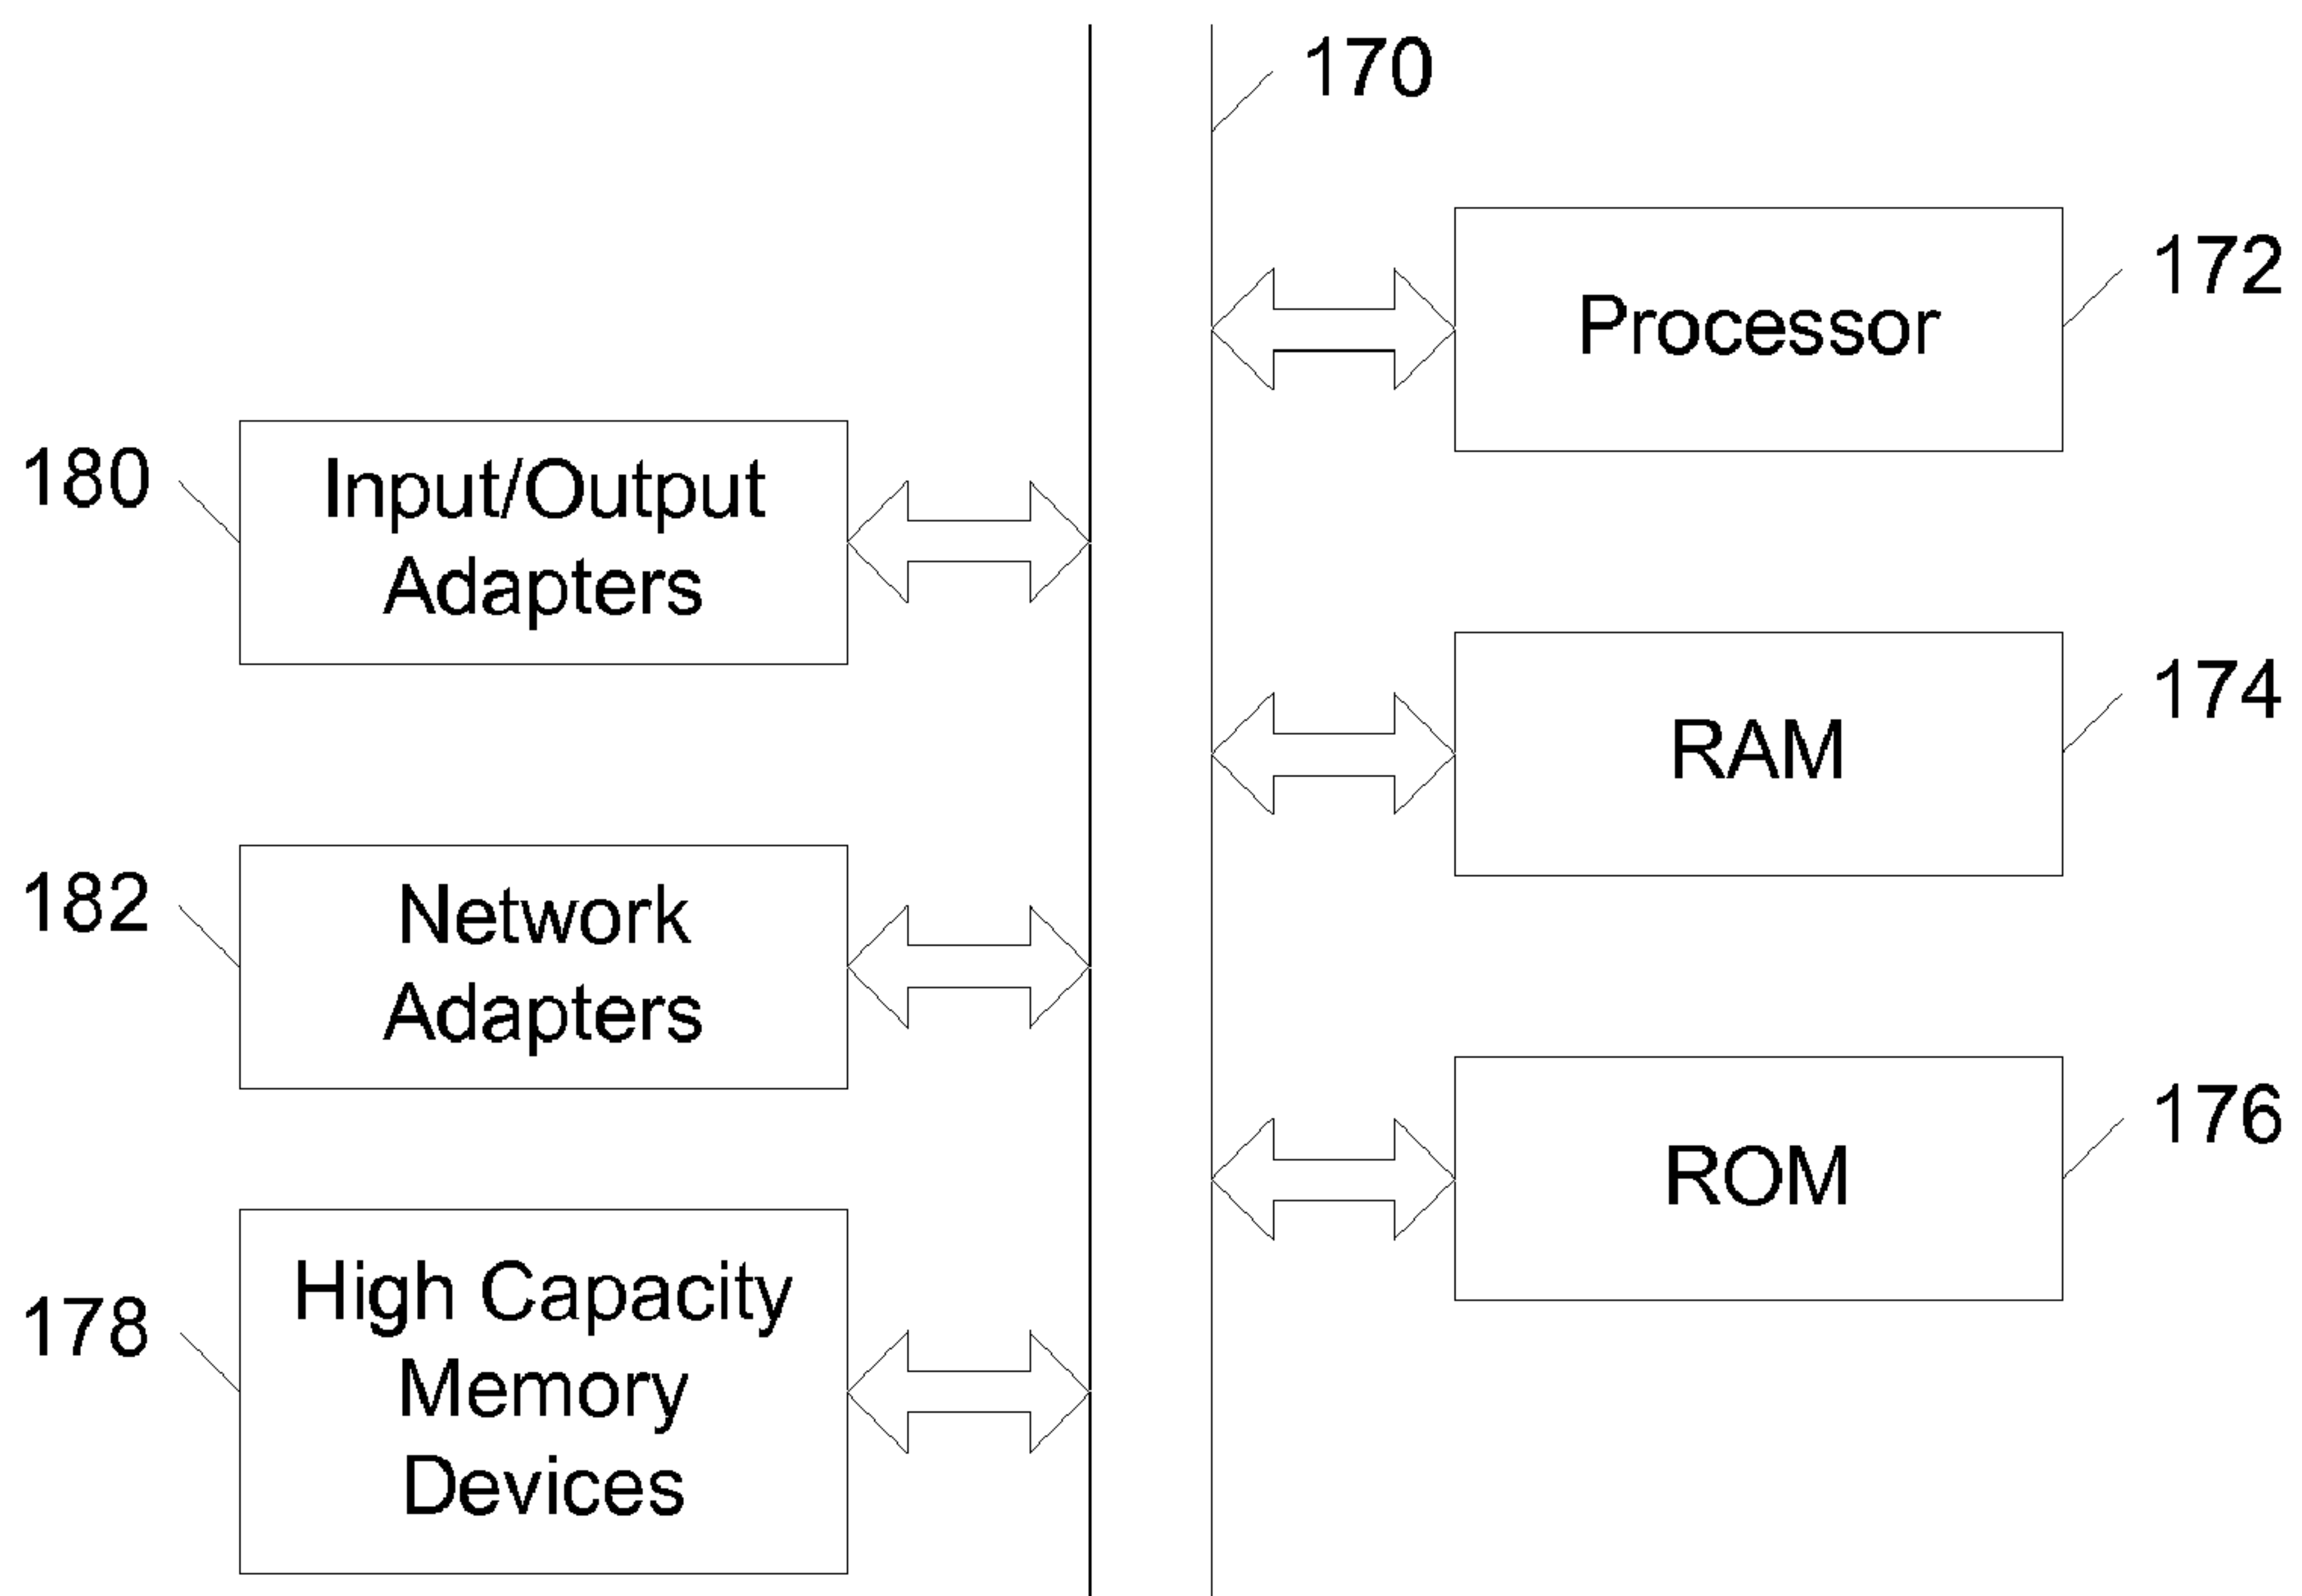 170
Processor
172
180
Input/Output
Adapters
RAM
174
182
Network
Adapters
ROM
176
178
High Capacity
Memory
Devices